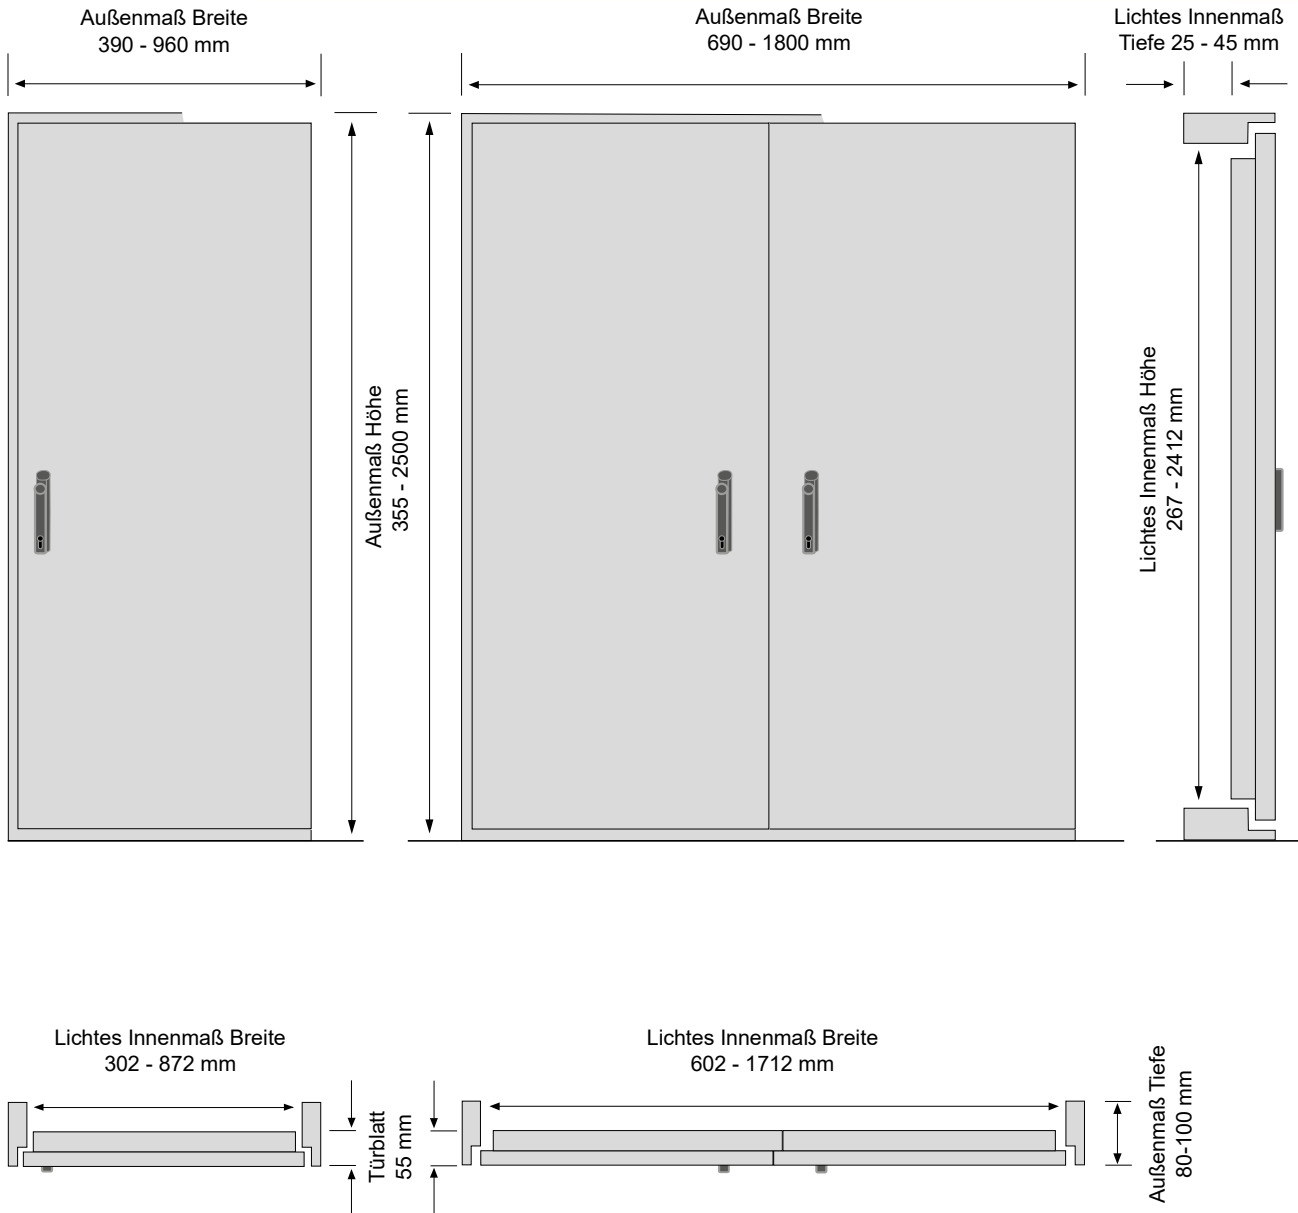 Außenmaß Breite
390 - 960 mm
Außenmaß Breite
690 - 1800 mm
Lichtes Innenmaß
Tiefe 25 - 45 mm
Außenmaß Höhe
355 - 2500 mm
Lichtes Innenmaß Höhe
267 - 2412 mm
Lichtes Innenmaß Breite
302 - 872 mm
Lichtes Innenmaß Breite
602 - 1712 mm
Türblatt
55 mm
Außenmaß Tiefe
80-100 mm